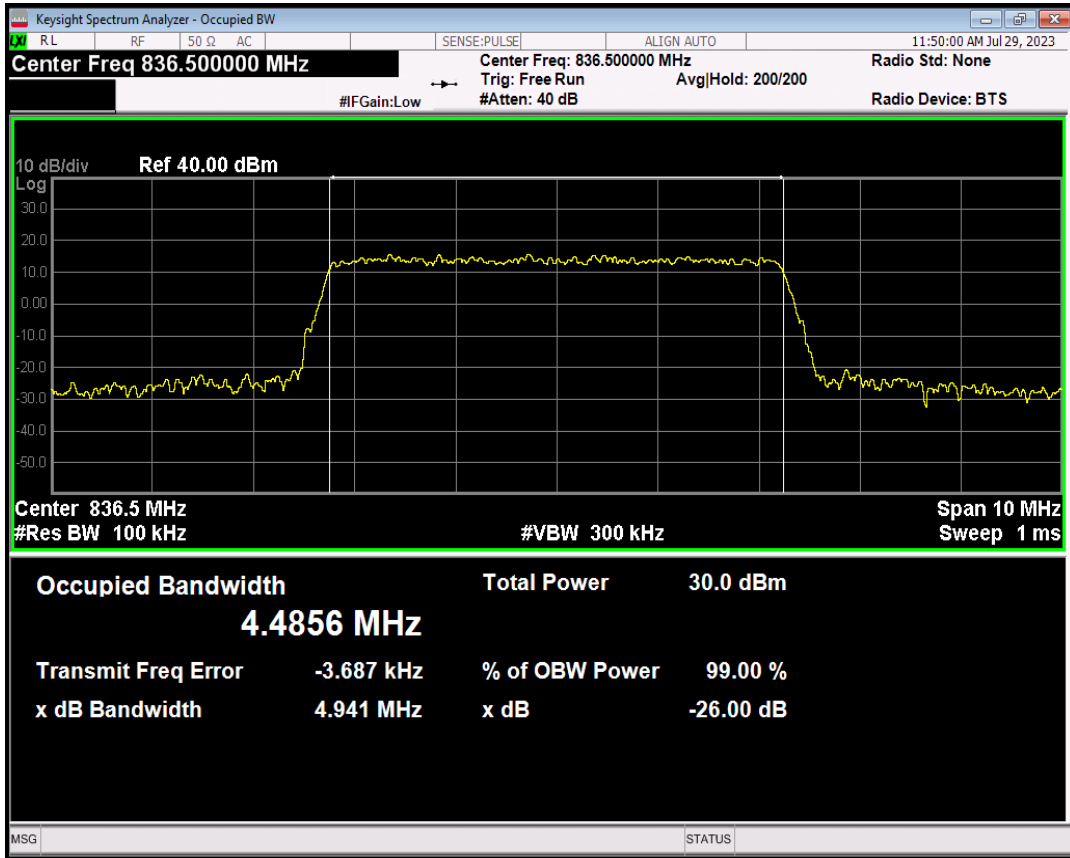 Keysight Spectrum Analyzer - Occupied BW
LXI RL RF 50 Ω AC SENSE:PULSE ALIGN AUTO 11:50:00 AM Jul 29, 2023
Center Freq 836.500000 MHz Center Freq: 836.500000 MHz Radio Std: None
Trig: Free Run Avg|Hold: 200/200
#IFGain:Low #Atten: 40 dB Radio Device: BTS
10 dB/div Ref 40.00 dBm
Log
30.0
20.0
10.0
0.00
-10.0
-20.0
-30.0
-40.0
-50.0
Center 836.5 MHz Span 10 MHz
#Res BW 100 kHz #VBW 300 kHz Sweep 1 ms
Occupied Bandwidth Total Power 30.0 dBm
4.4856 MHz
Transmit Freq Error -3.687 kHz % of OBW Power 99.00 %
x dB Bandwidth 4.941 MHz x dB -26.00 dB
MSG STATUS